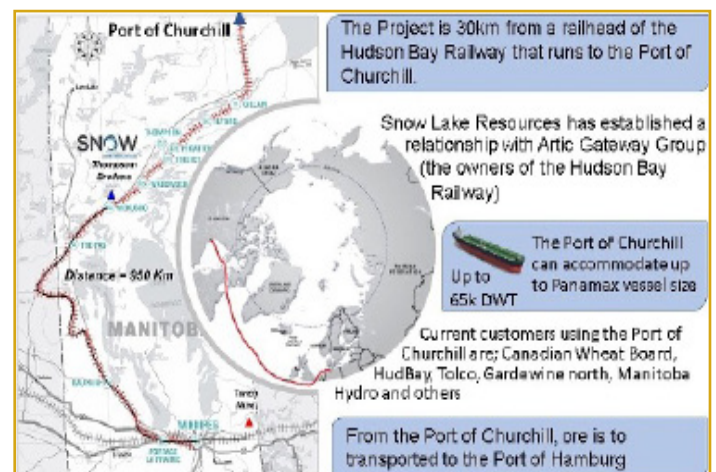 Port of Churchill
The Project is 30km from a railhead of the
Hudson Bay Railway that runs to the Port of
Churchill.
SNOW
Thompson
Brothers
Distance = 950 Km
MANITOB
WINNIPEG
Snow Lake Resources has established a
relationship with Artic Gateway Group
(the owners of the Hudson Bay
Railway)
Up to
65k DWT
The Port of Churchill
can accommodate up
to Panamax vessel size
Current customers using the Port of
Churchill are; Canadian Wheat Board,
HudBay, Tolco, Gardewine north, Manitoba
Hydro and others
From the Port of Churchill, ore is to
transported to the Port of Hamburg